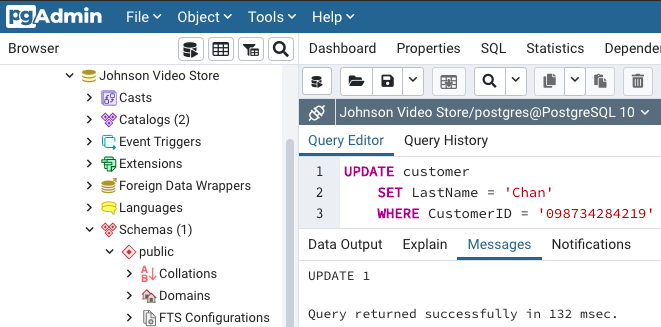 pgAdmin File Object Tools Help
Browser
Dashboard Properties SQL Statistics
Johnson Video Store
Casts
Catalogs (2)
Event Triggers
Extensions
Foreign Data Wrappers
Languages
Schemas (1)
public
Collations
Domains
FTS Configurations
Johnson Video Store/postgres@PostgreSQL 10
Query Editor Query History
1 UPDATE customer
2 SET LastName = 'Chan'
3 WHERE CustomerID = '098734284219'
Data Output Explain Messages Notifications
UPDATE 1
Query returned successfully in 132 msec.